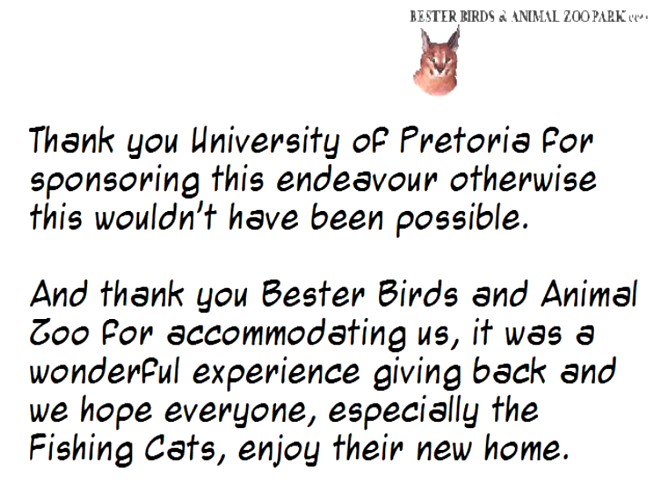 BESTER BIRDS & ANIMAL ZOO PARK
Thank you University of Pretoria for
sponsoring this endeavour otherwise
this wouldn't have been possible.
And thank you Bester Birds and Animal
Zoo for accommodating us, it was a
wonderful experience giving back and
we hope everyone, especially the
Fishing Cats, enjoy their new home.